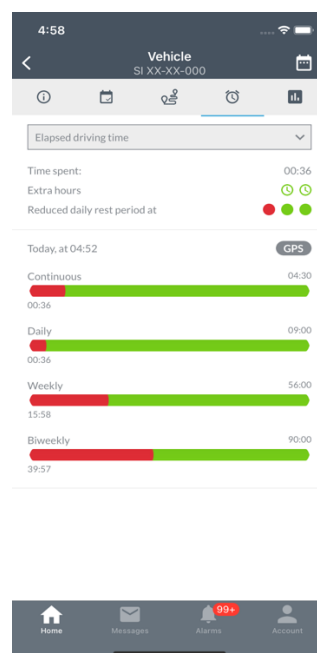 4:58
Vehicle
SI XX-XX-000
Elapsed driving time
Time spent: 00:36
Extra hours
Reduced daily rest period at
Today, at 04:52 GPS
Continuous 04:30
00:36
Daily 09:00
00:36
Weekly 56:00
15:58
Biweekly 90:00
39:57
99+
Home Messages Alarms Account